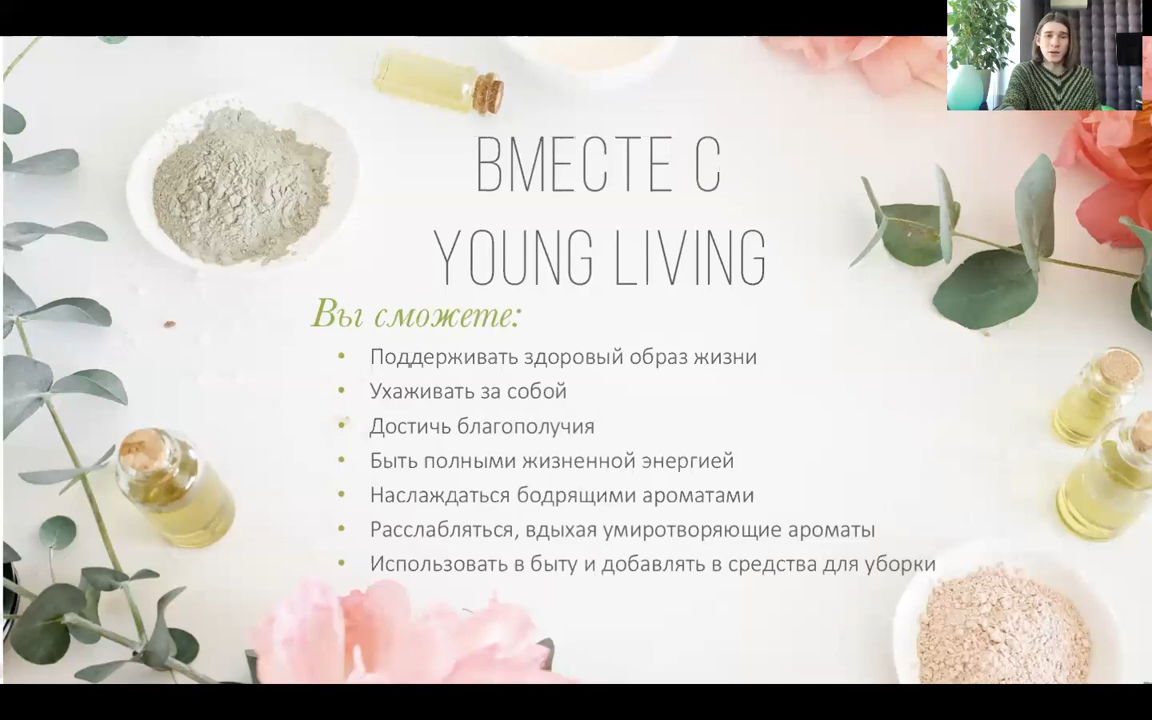 ВМЕСТЕ С
YOUNG LIVING
Вы сможете:
• Поддерживать здоровый образ жизни
• Ухаживать за собой
• Достичь благополучия
• Быть полными жизненной энергией
• Наслаждаться бодрящими ароматами
• Расслабляться, вдыхая умиротворяющие ароматы
• Использовать в быту и добавлять в средства для уборки